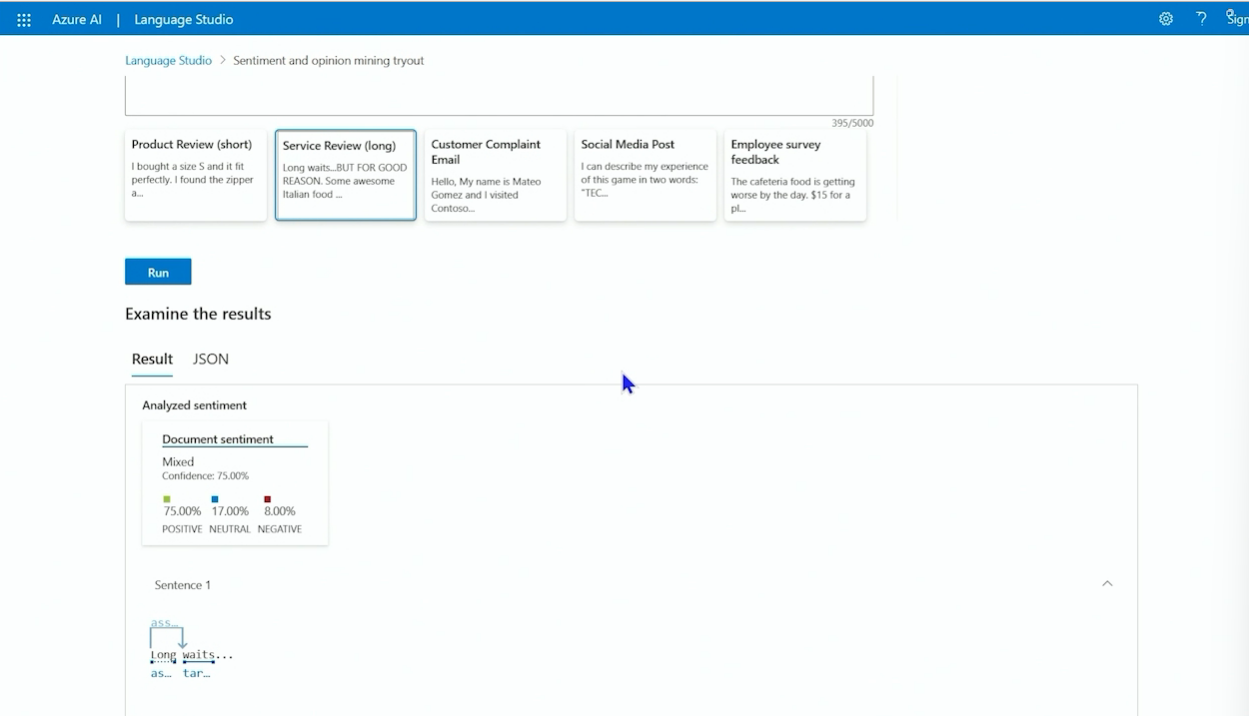 Azure AI | Language Studio
Sign
Language Studio > Sentiment and opinion mining tryout
395/5000
Product Review (short)
I bought a size S and it fit
perfectly. I found the zipper
a...
Service Review (long)
Long waits...BUT FOR GOOD
REASON. Some awesome
Italian food ...
Customer Complaint
Email
Hello, My name is Mateo
Gomez and I visited
Contoso...
Social Media Post
I can describe my experience
of this game in two words:
"TEC...
Employee survey
feedback
The cafeteria food is getting
worse by the day. $15 for a
pl...
Run
Examine the results
Result JSON
Analyzed sentiment
Document sentiment
Mixed
Confidence: 75.00%
75.00% 17.00% 8.00%
POSITIVE NEUTRAL NEGATIVE
Sentence 1
ass...
Long waits...
as... tar...